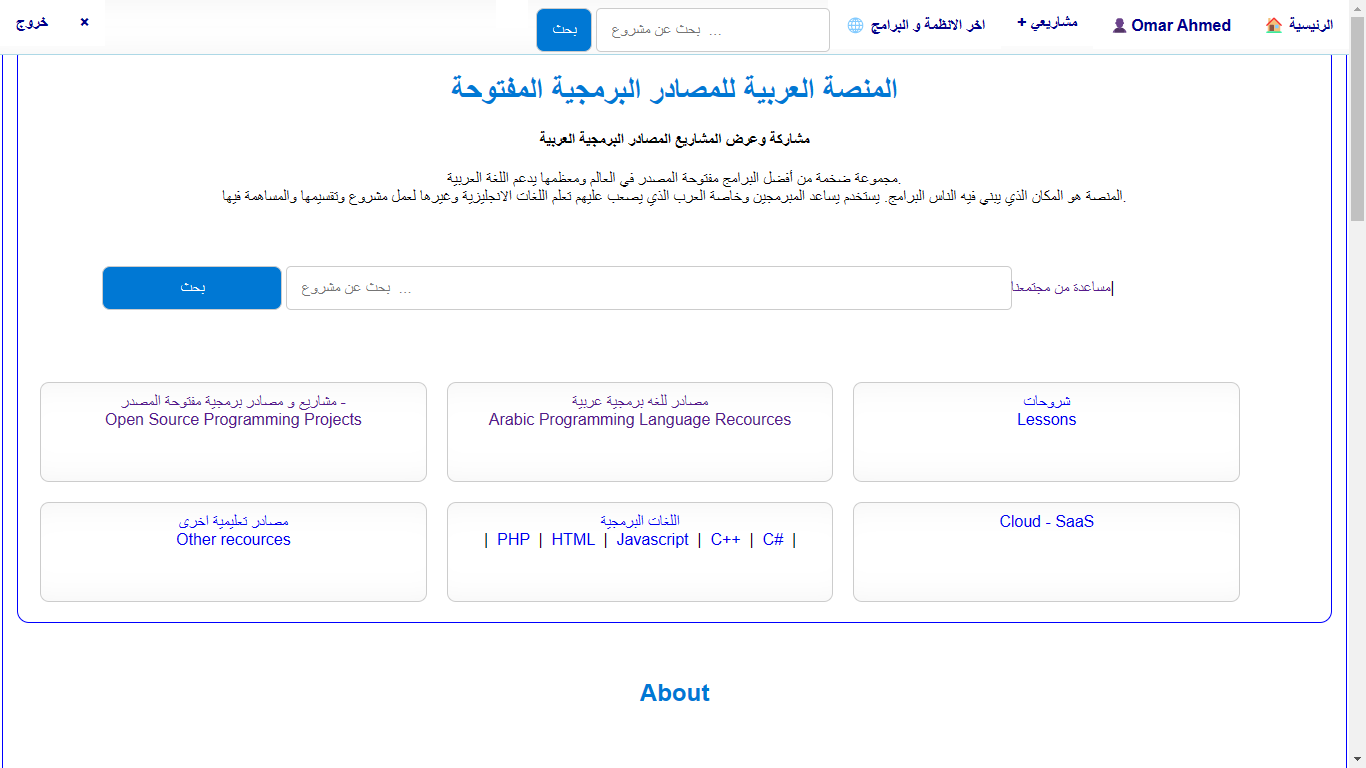 الرئيسية
Omar Ahmed
مشاريعي +
اخر الانظمة و البرامج
بحث عن مشروع ...
بحث
×
خروج
المنصة العربية للمصادر البرمجية المفتوحة
مشاركة وعرض المشاريع المصادر البرمجية العربية
مجموعة ضخمة من أفضل البرامج مفتوحة المصدر في العالم ومعظمها يدعم اللغة العربية.
المنصة هو المكان الذي يبني فيه الناس البرامج. يستخدم يساعد المبرمجين وخاصة العرب الذي يصعب عليهم تعلم اللغات الانجليزية وغيرها لعمل مشروع وتقسيمها والمساهمة فيها.
|مساعدة من مجتمعنا
بحث عن مشروع ...
بحث
مشاريع و مصادر برمجية مفتوحة المصدر -
Open Source Programming Projects
مصادر للغه برمجية عربية
Arabic Programming Language Recources
شروحات
Lessons
مصادر تعليمية اخرى
Other recources
اللغات البرمجية
| PHP | HTML | Javascript | C++ | C# |
Cloud - SaaS
About